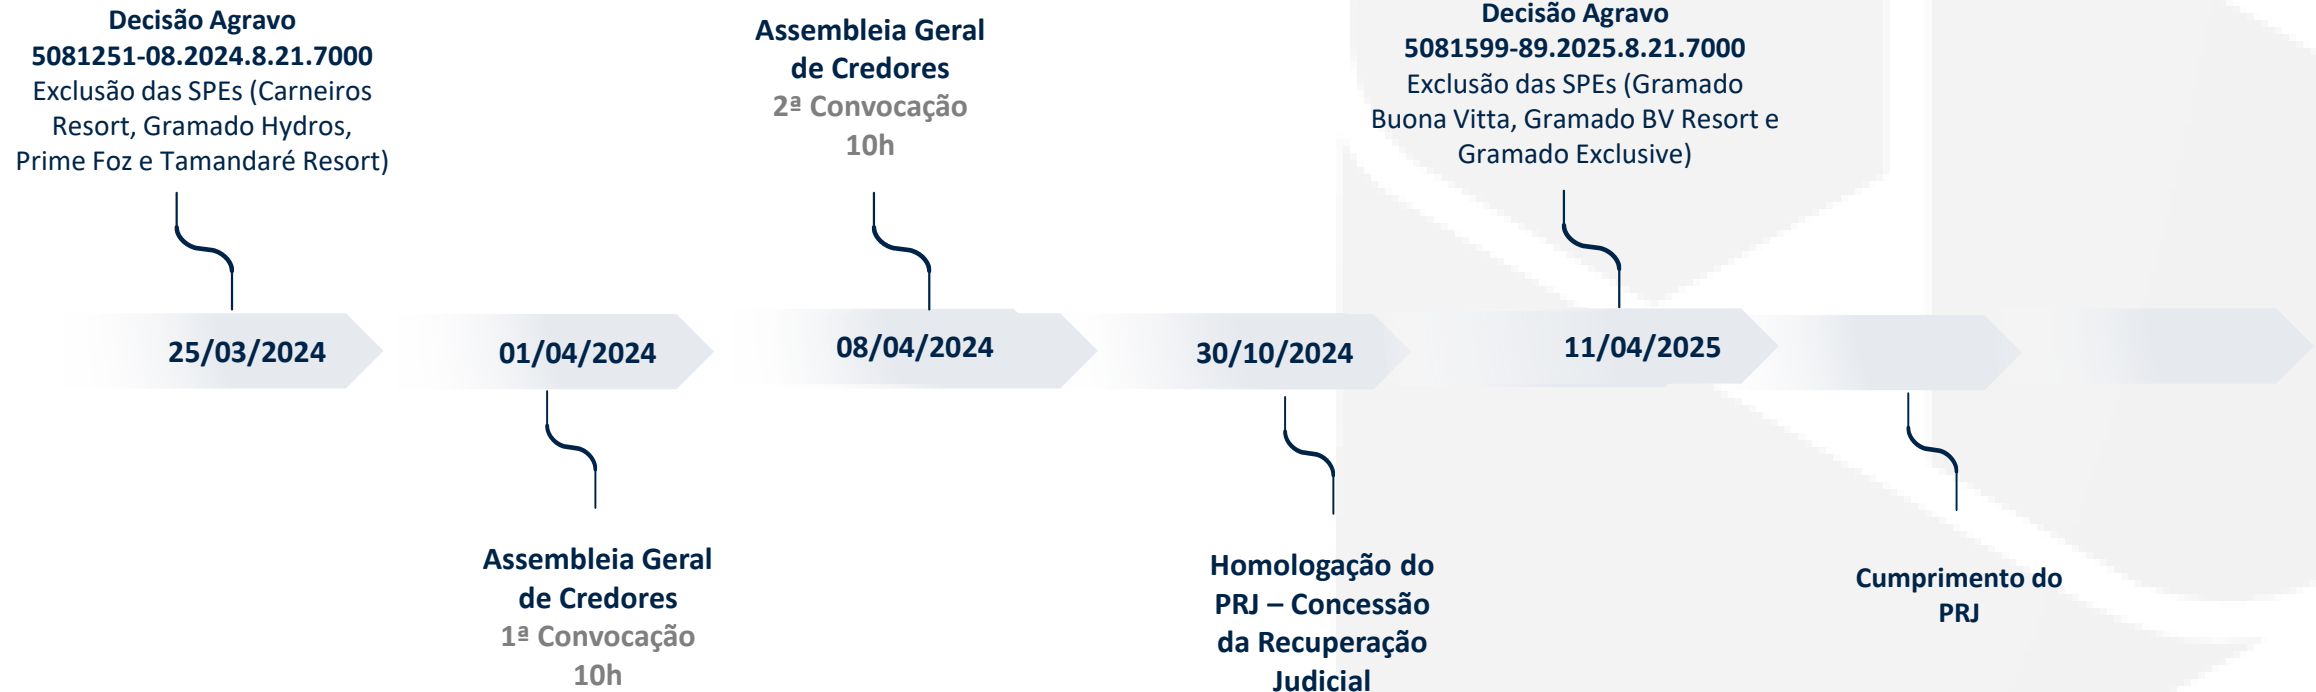 Decisão Agravo
5081251-08.2024.8.21.7000
Exclusão das SPEs (Carneiros
Resort, Gramado Hydros,
Prime Foz e Tamandaré Resort)
Assembleia Geral
de Credores
2ª Convocação
10h
Decisão Agravo
5081599-89.2025.8.21.7000
Exclusão das SPEs (Gramado
Buona Vitta, Gramado BV Resort e
Gramado Exclusive)
25/03/2024
01/04/2024
08/04/2024
30/10/2024
11/04/2025
Assembleia Geral
de Credores
1ª Convocação
10h
Homologação do
PRJ – Concessão
da Recuperação
Judicial
Cumprimento do
PRJ